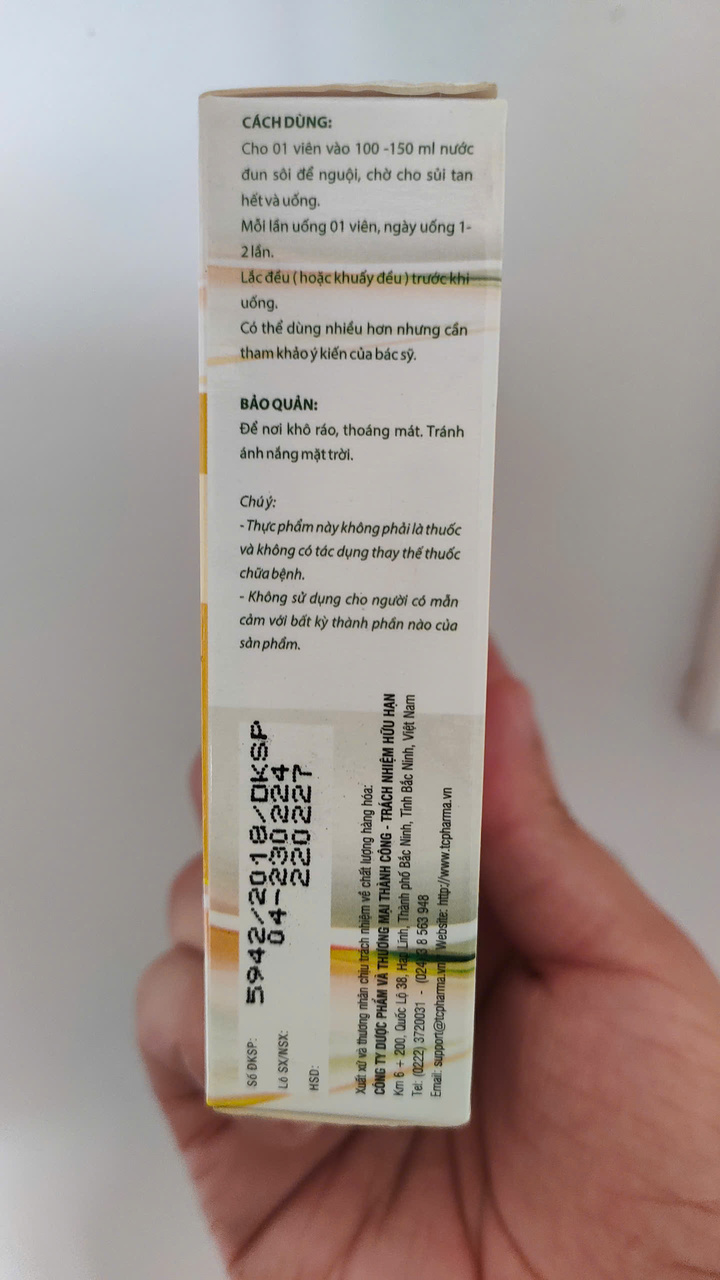 CÁCH DÙNG:
Cho 01 viên vào 100 -150 ml nước
đun sôi để nguội, chờ cho sủi tan
hết và uống.
Mỗi lần uống 01 viên, ngày uống 1-
2 lần.
Lắc đều ( hoặc khuấy đều ) trước khi
uống.
Có thể dùng nhiều hơn nhưng cần
tham khảo ý kiến của bác sỹ.
BẢO QUẢN:
Để nơi khô ráo, thoáng mát. Tránh
ánh nắng mặt trời.
Chú ý:
- Thực phẩm này không phải là thuốc
và không có tác dụng thay thế thuốc
chữa bệnh.
- Không sử dụng cho người có mẫn
cảm với bất kỳ thành phần nào của
sản phẩm.
Số ĐKSP: 5942/2018/DKSP
Lô SX/NSX: 04-230224
HSD: 220227
Xuất xứ và thương nhân chịu trách nhiệm về chất lượng hàng hóa:
CÔNG TY DƯỢC PHẨM VÀ THƯƠNG MẠI THÀNH CÔNG - TRÁCH NHIỆM HỮU HẠN
Km 6 + 200, Quốc Lộ 38, Hạp Lĩnh, Thành phố Bắc Ninh, Tỉnh Bắc Ninh, Việt Nam
Tel: (0222) 3720031 - (024) 3 8 563 948
Email: support@tcpharma.vn Website: http://www.tcpharma.vn